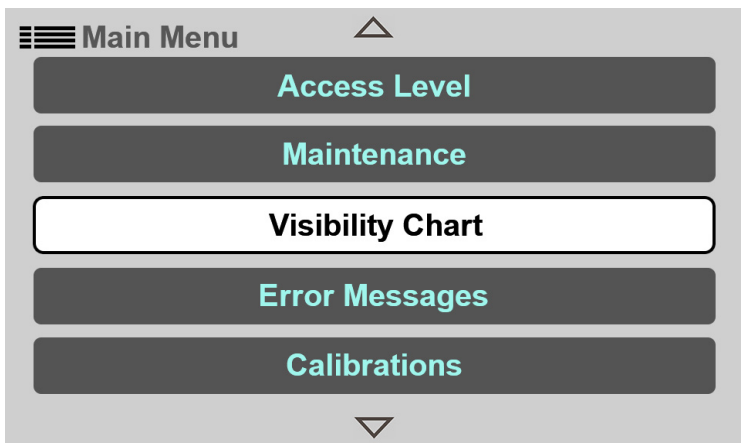 Main Menu
Access Level
Maintenance
Visibility Chart
Error Messages
Calibrations